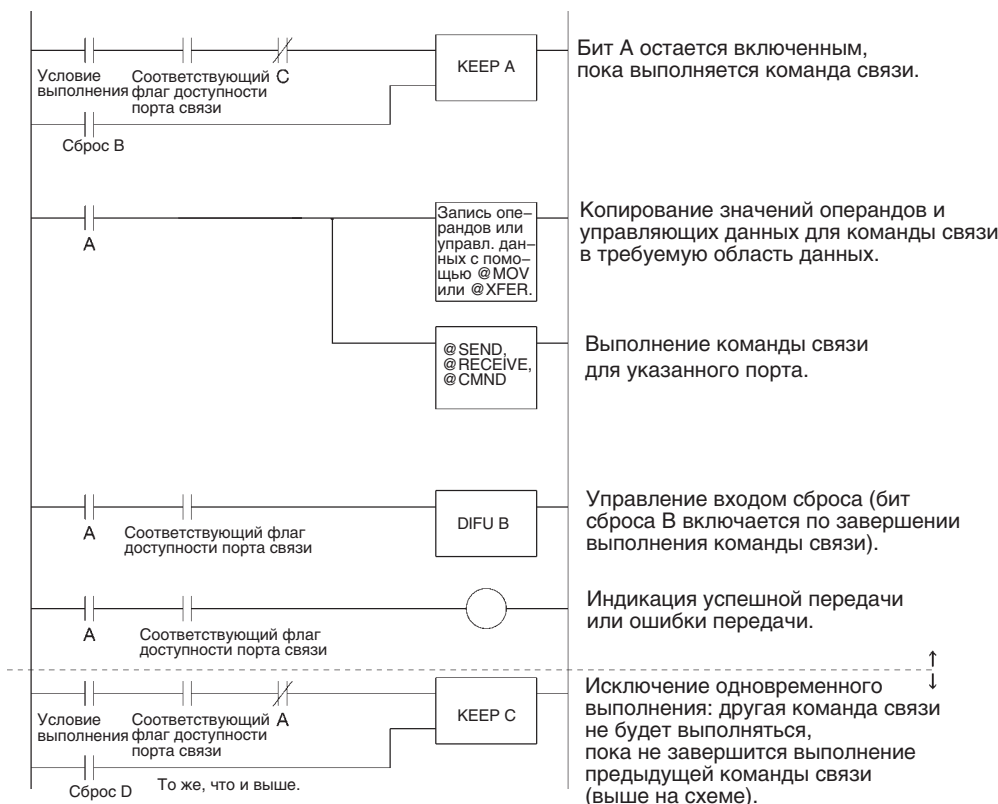 Условие
выполнения
Соответствующий
флаг доступности
порта связи
C
KEEP A
Бит А остается включенным,
пока выполняется команда связи.
Сброс B
A
Запись опе–
рандов или
управл. дан–
ных с помо–
щью @MOV
или @XFER.
Копирование значений операндов и
управляющих данных для команды связи
в требуемую область данных.
@SEND,
@RECEIVE,
@CMND
Выполнение команды связи
для указанного порта.
A
Соответствующий флаг
доступности порта связи
DIFU B
Управление входом сброса (бит
сброса B включается по завершении
выполнения команды связи).
A
Соответствующий флаг
доступности порта связи
Индикация успешной передачи
или ошибки передачи.
↑
↓
Условие
выполнения
Соответствующий
флаг доступности
порта связи
A
KEEP C
Исключение одновременного
выполнения: другая команда связи
не будет выполняться,
пока не завершится выполнение
предыдущей команды связи
(выше на схеме).
Сброс D
То же, что и выше.